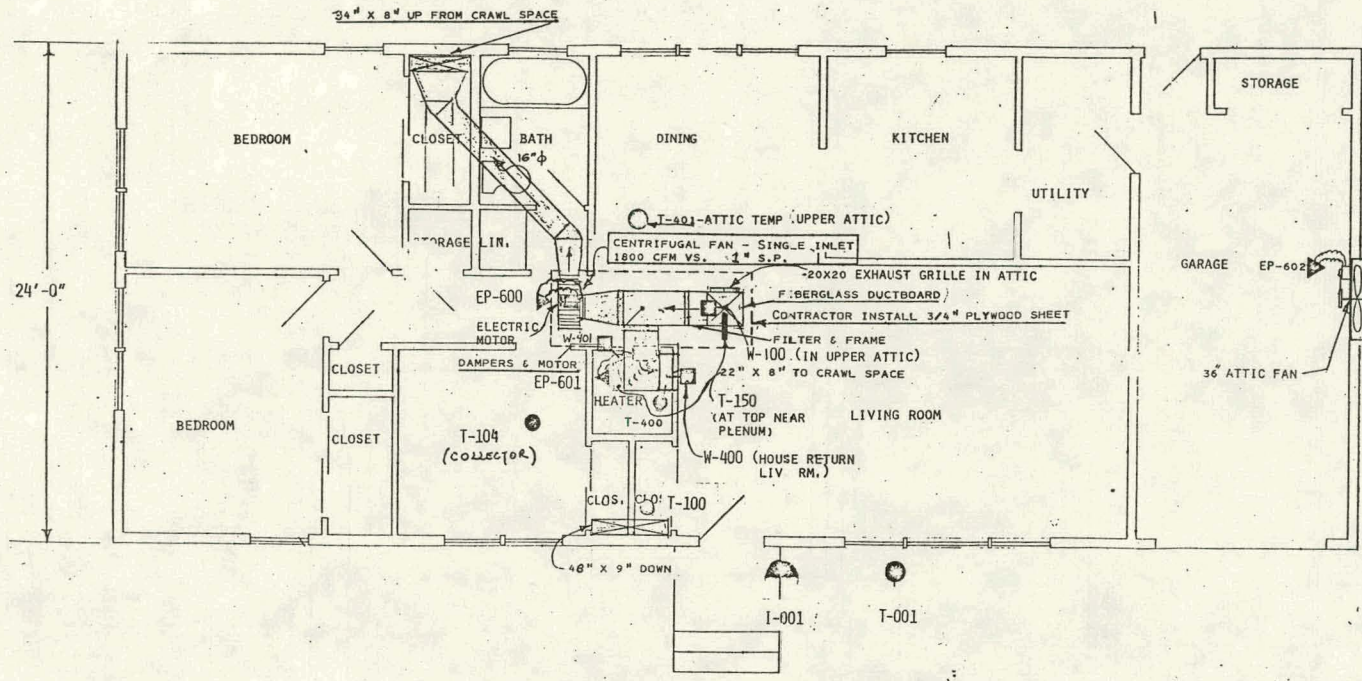 34" X 8" UP FROM CRAWL SPACE
STORAGE
BEDROOM
CLOSET
BATH
DINING
KITCHEN
16"ϕ
UTILITY
T-401-ATTIC TEMP (UPPER ATTIC)
STORAGE LIN.
CENTRIFUGAL FAN - SINGLE INLET
1800 CFM VS. 1" S.P.
GARAGE
EP-602
20X20 EXHAUST GRILLE IN ATTIC
24'-0"
EP-600
FIBERGLASS DUCTBOARD
CONTRACTOR INSTALL 3/4" PLYWOOD SHEET
ELECTRIC
MOTOR
W-401
FILTER & FRAME
W-100 (IN UPPER ATTIC)
DAMPERS & MOTOR
22" X 8" TO CRAWL SPACE
CLOSET
EP-601
36" ATTIC FAN
HEATER
T-150
(AT TOP NEAR
PLENUM)
LIVING ROOM
BEDROOM
T-400
CLOSET
T-104
(COLLECTOR)
W-400 (HOUSE RETURN
LIV. RM.)
CLOS. CLO.
T-100
48" X 9" DOWN
I-001
T-001